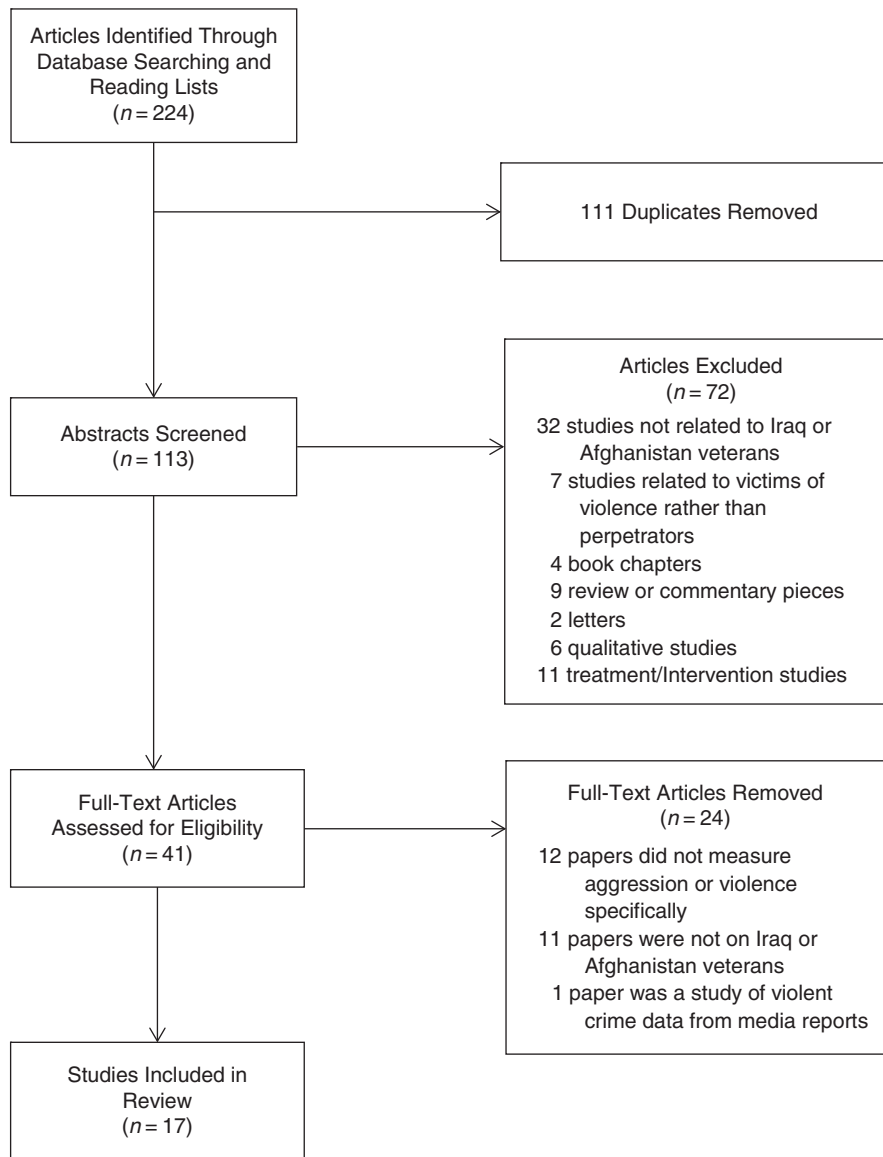 Articles Identified Through
Database Searching and
Reading Lists
(n = 224)
111 Duplicates Removed
Abstracts Screened
(n = 113)
Articles Excluded
(n = 72)
32 studies not related to Iraq or
Afghanistan veterans
7 studies related to victims of
violence rather than
perpetrators
4 book chapters
9 review or commentary pieces
2 letters
6 qualitative studies
11 treatment/Intervention studies
Full-Text Articles
Assessed for Eligibility
(n = 41)
Full-Text Articles Removed
(n = 24)
12 papers did not measure
aggression or violence
specifically
11 papers were not on Iraq or
Afghanistan veterans
1 paper was a study of violent
crime data from media reports
Studies Included in
Review
(n = 17)